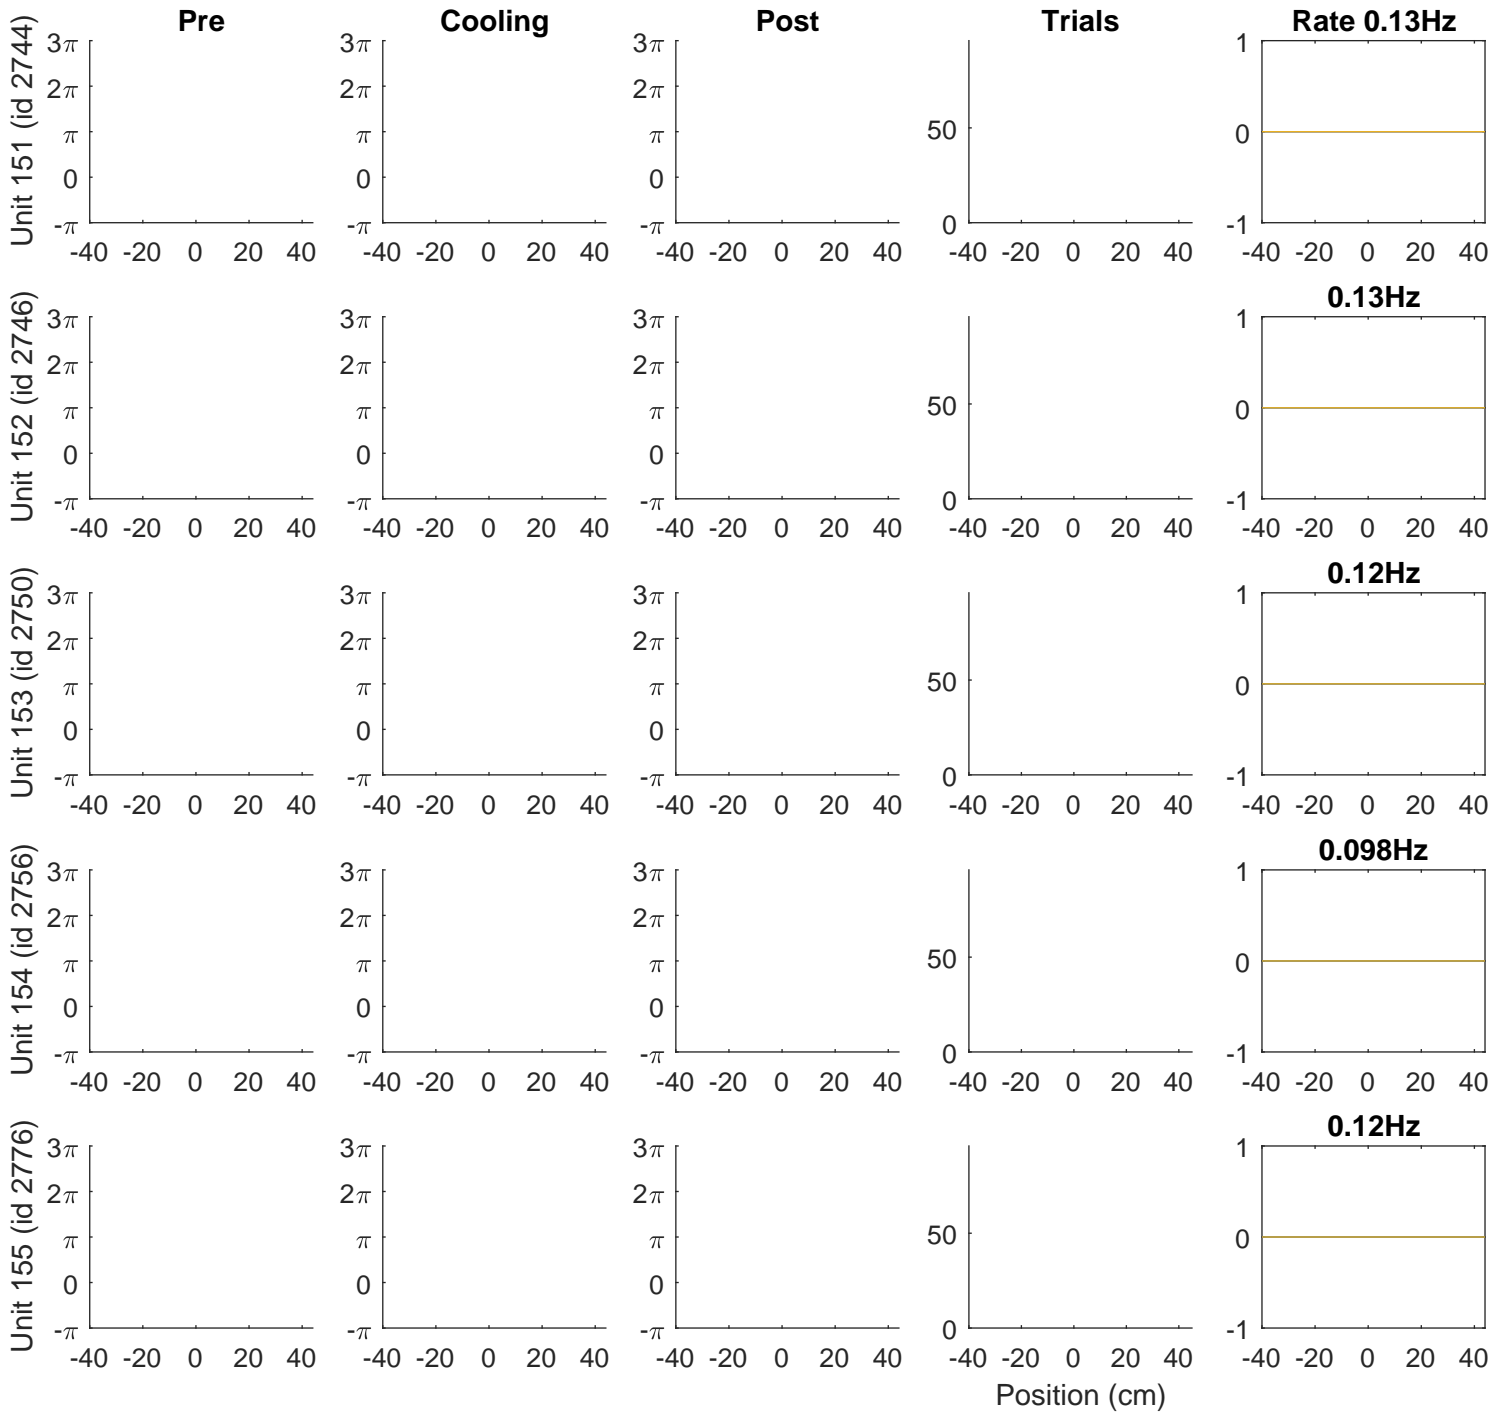 Pre Cooling Post Trials Rate 0.13Hz
Unit 151 (id 2744)
3π 3π 3π 1
2π 2π 2π
π π π 50 0
0 0 0
-π -π -π 0 -1
-40 -20 0 20 40 -40 -20 0 20 40 -40 -20 0 20 40 -40 -20 0 20 40 -40 -20 0 20 40
0.13Hz
Unit 152 (id 2746)
3π 3π 3π 1
2π 2π 2π
π π π 50 0
0 0 0
-π -π -π 0 -1
-40 -20 0 20 40 -40 -20 0 20 40 -40 -20 0 20 40 -40 -20 0 20 40 -40 -20 0 20 40
0.12Hz
Unit 153 (id 2750)
3π 3π 3π 1
2π 2π 2π
π π π 50 0
0 0 0
-π -π -π 0 -1
-40 -20 0 20 40 -40 -20 0 20 40 -40 -20 0 20 40 -40 -20 0 20 40 -40 -20 0 20 40
0.098Hz
Unit 154 (id 2756)
3π 3π 3π 1
2π 2π 2π
π π π 50 0
0 0 0
-π -π -π 0 -1
-40 -20 0 20 40 -40 -20 0 20 40 -40 -20 0 20 40 -40 -20 0 20 40 -40 -20 0 20 40
0.12Hz
Unit 155 (id 2776)
3π 3π 3π 1
2π 2π 2π
π π π 50 0
0 0 0
-π -π -π 0 -1
-40 -20 0 20 40 -40 -20 0 20 40 -40 -20 0 20 40 -40 -20 0 20 40 -40 -20 0 20 40
Position (cm)